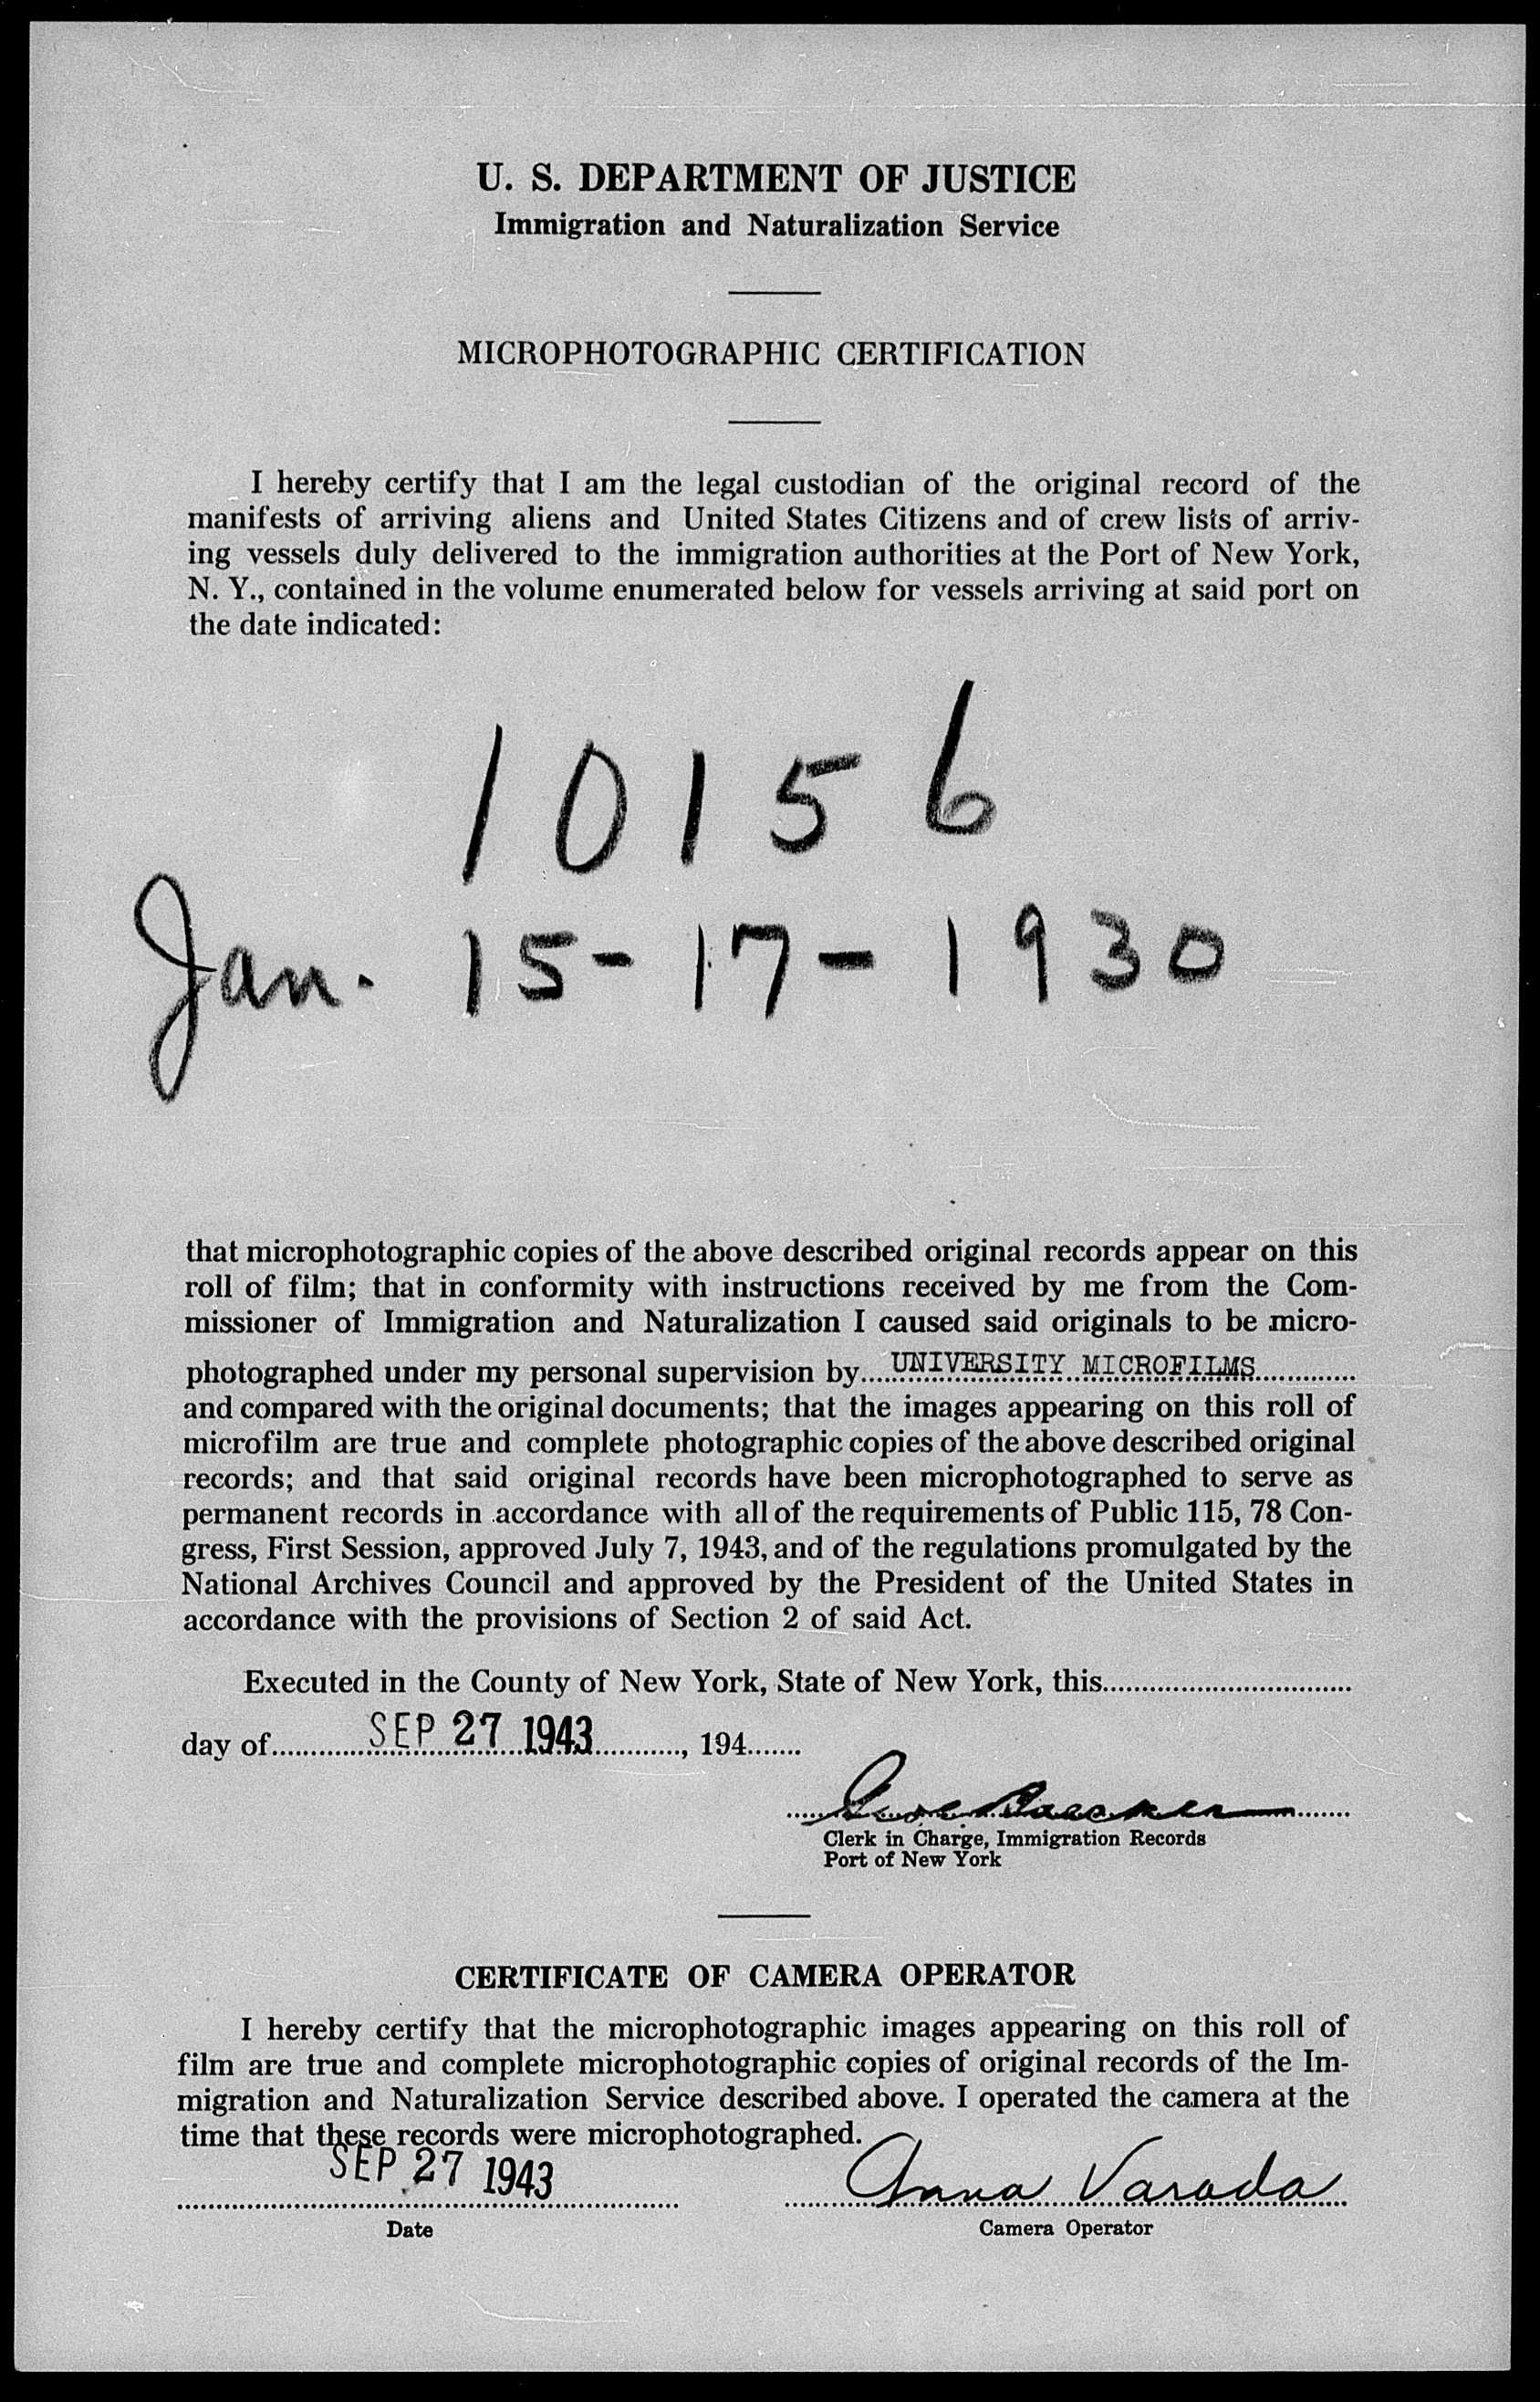 U. S. DEPARTMENT OF JUSTICE
Immigration and Naturalization Service
MICROPHOTOGRAPHIC CERTIFICATION
I hereby certify that I am the legal custodian of the original record of the
manifests of arriving aliens and United States Citizens and of crew lists of arriv-
ing vessels duly delivered to the immigration authorities at the Port of New York,
N. Y., contained in the volume enumerated below for vessels arriving at said port on
the date indicated:
10156
Jan. 15-17-1930
that microphotographic copies of the above described original records appear on this
roll of film; that in conformity with instructions received by me from the Com-
missioner of Immigration and Naturalization I caused said originals to be micro-
photographed under my personal supervision by UNIVERSITY MICROFILMS
and compared with the original documents; that the images appearing on this roll of
microfilm are true and complete photographic copies of the above described original
records; and that said original records have been microphotographed to serve as
permanent records in accordance with all of the requirements of Public 115, 78 Con-
gress, First Session, approved July 7, 1943, and of the regulations promulgated by the
National Archives Council and approved by the President of the United States in
accordance with the provisions of Section 2 of said Act.
Executed in the County of New York, State of New York, this
day of SEP 27 1943, 194
Clerk in Charge, Immigration Records
Port of New York
CERTIFICATE OF CAMERA OPERATOR
I hereby certify that the microphotographic images appearing on this roll of
film are true and complete microphotographic copies of original records of the Im-
migration and Naturalization Service described above. I operated the camera at the
time that these records were microphotographed.
SEP 27 1943 Anna Varada
Date Camera Operator